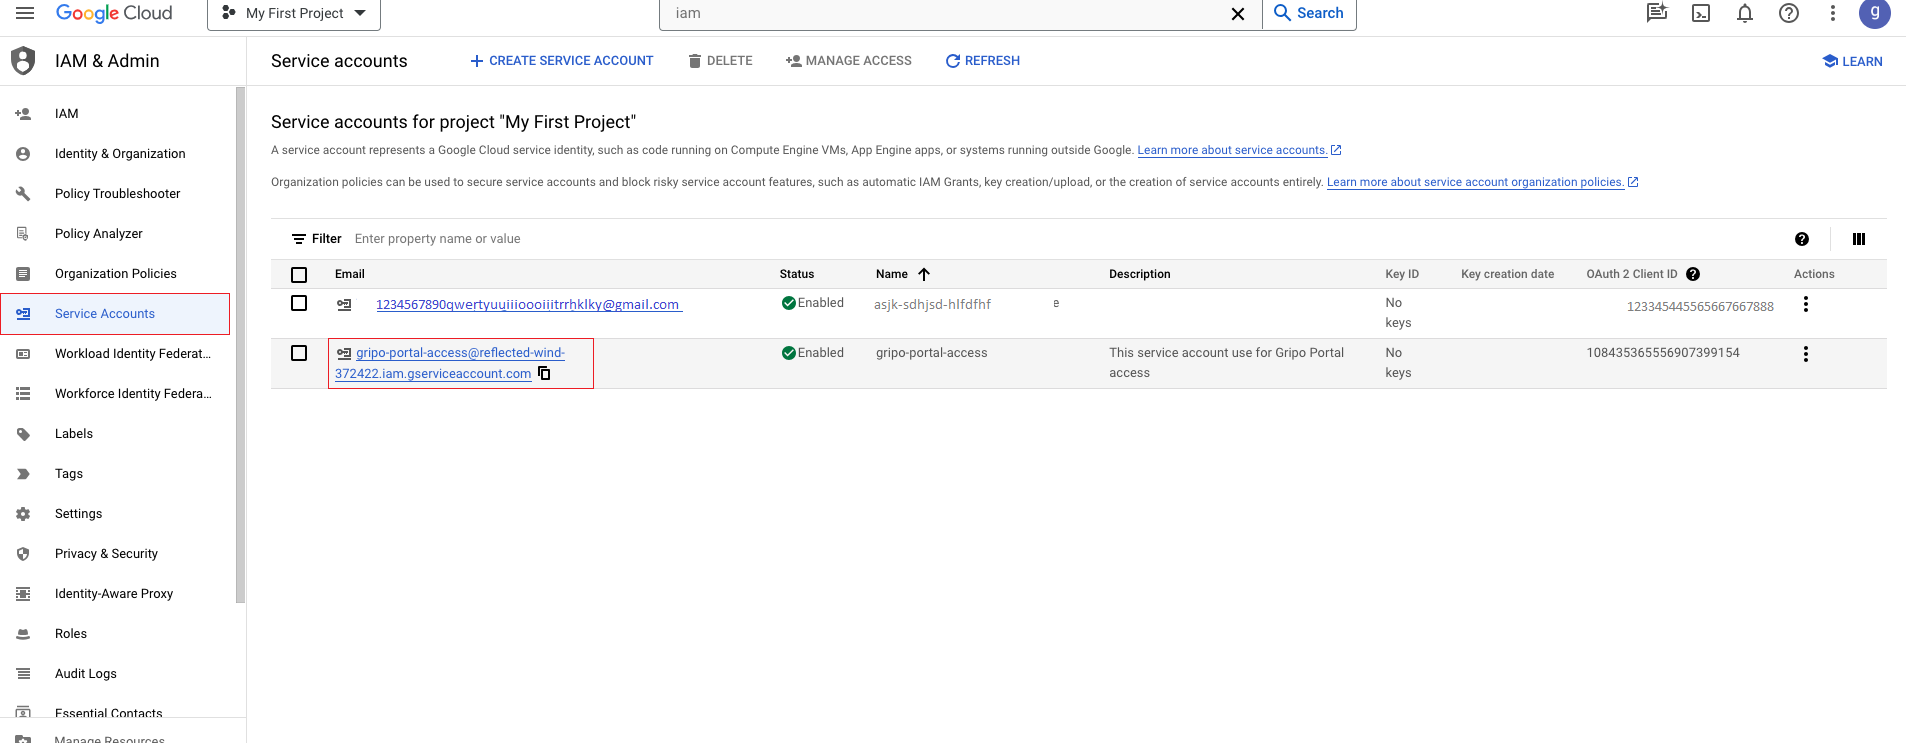 Google Cloud
My First Project
iam
Search
g
IAM & Admin
Service accounts
CREATE SERVICE ACCOUNT
DELETE
MANAGE ACCESS
REFRESH
LEARN
IAM
Identity & Organization
Policy Troubleshooter
Policy Analyzer
Organization Policies
Service Accounts
Workload Identity Federat...
Workforce Identity Federa...
Labels
Tags
Settings
Privacy & Security
Identity-Aware Proxy
Roles
Audit Logs
Essential Contacts
Manage Resources
Service accounts for project "My First Project"
A service account represents a Google Cloud service identity, such as code running on Compute Engine VMs, App Engine apps, or systems running outside Google. Learn more about service accounts.
Organization policies can be used to secure service accounts and block risky service account features, such as automatic IAM Grants, key creation/upload, or the creation of service accounts entirely. Learn more about service account organization policies.
Filter Enter property name or value
Email Status Name Description Key ID Key creation date OAuth 2 Client ID Actions
1234567890qwertyuujiiioooiiitrrhklky@gmail.com Enabled asjk-sdhjsd-hlfdfhf e No keys 123345445565667667888
gripo-portal-access@reflected-wind- Enabled gripo-portal-access This service account use for Gripo Portal No 108435365556907399154
372422.iam.gserviceaccount.com access keys